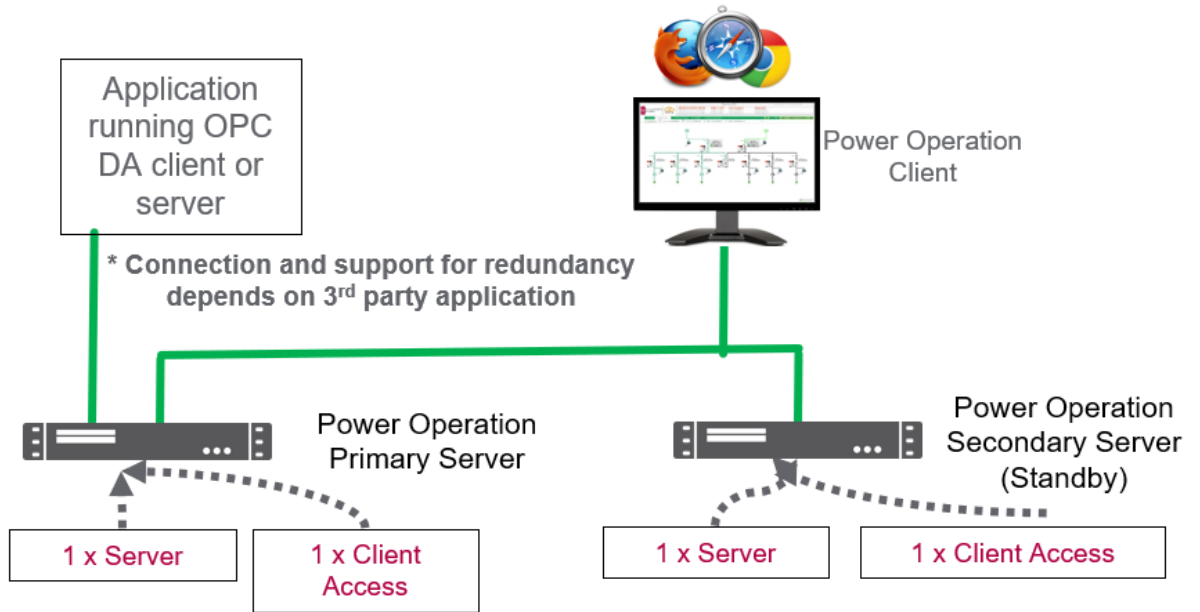 Application
running OPC
DA client or
server
Power Operation
Client
* Connection and support for redundancy
depends on 3rd party application
Power Operation
Primary Server
Power Operation
Secondary Server
(Standby)
1 x Server
1 x Client
Access
1 x Server
1 x Client Access